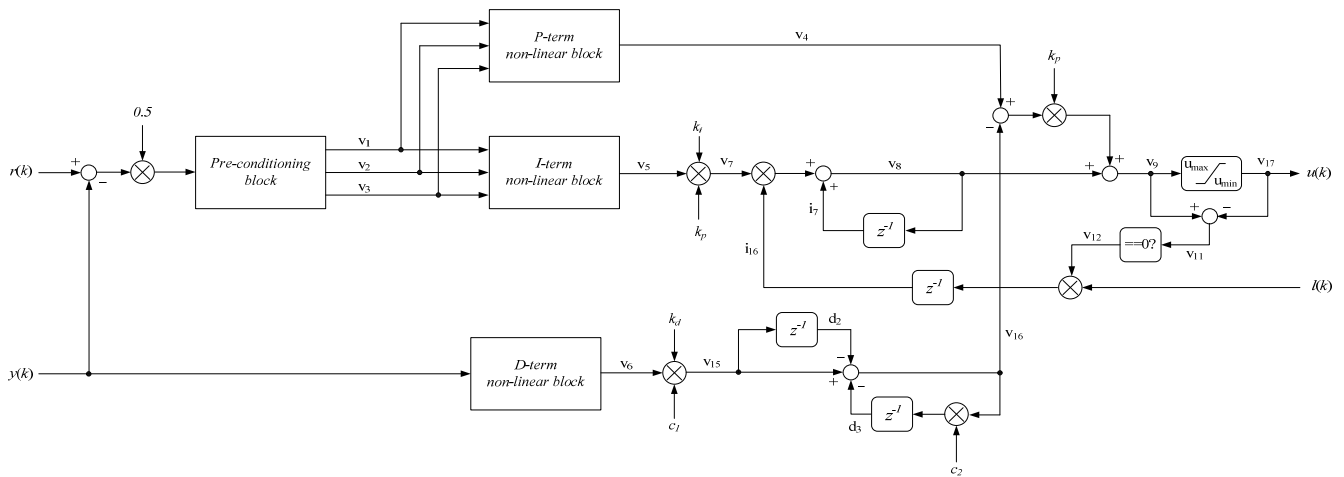 P-term
non-linear block
v4
kp
0.5
Pre-conditioning
block
v1
v2
v3
I-term
non-linear block
v5
ki
kp
v7
v8
v9
umax
umin
v17
r(k)
u(k)
+
−
+
+
+
−
+
+
i7
z-1
i16
z-1
v12
==0?
v11
+
−
l(k)
v16
y(k)
D-term
non-linear block
v6
kd
c1
v15
z-1
d2
−
+
−
d3
z-1
c2